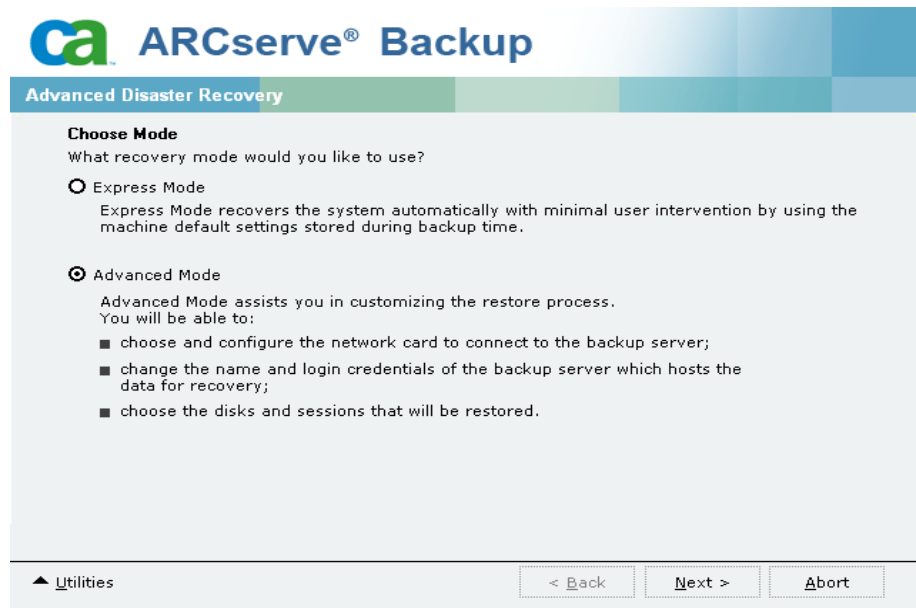 ca ARCserve® Backup
Advanced Disaster Recovery
Choose Mode
What recovery mode would you like to use?
Express Mode
Express Mode recovers the system automatically with minimal user intervention by using the
machine default settings stored during backup time.
Advanced Mode
Advanced Mode assists you in customizing the restore process.
You will be able to:
choose and configure the network card to connect to the backup server;
change the name and login credentials of the backup server which hosts the
data for recovery;
choose the disks and sessions that will be restored.
Utilities
< Back
Next >
Abort